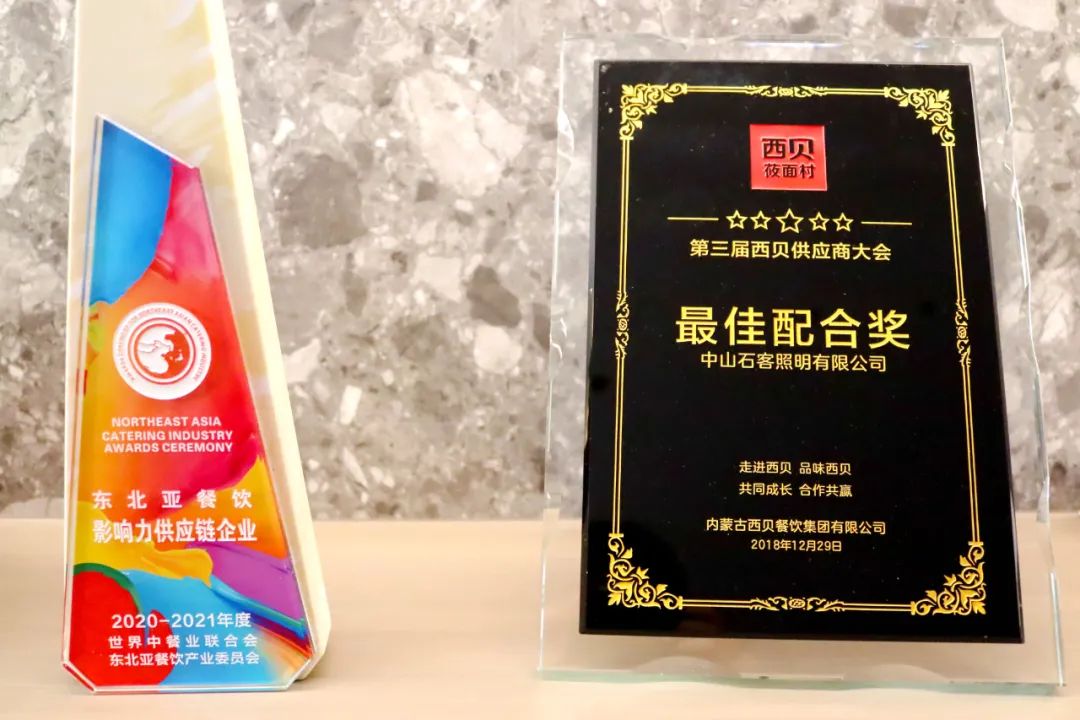 NORTHEAST ASIA
CATERING INDUSTRY
AWARDS CEREMONY
东北亚餐饮
影响力供应链企业
2020-2021年度
世界中餐业联合会
东北亚餐饮产业委员会
西贝
莜面村
第三届西贝供应商大会
最佳配合奖
中山石客照明有限公司
走进西贝 品味西贝
共同成长 合作共赢
内蒙古西贝餐饮集团有限公司
2018年12月29日